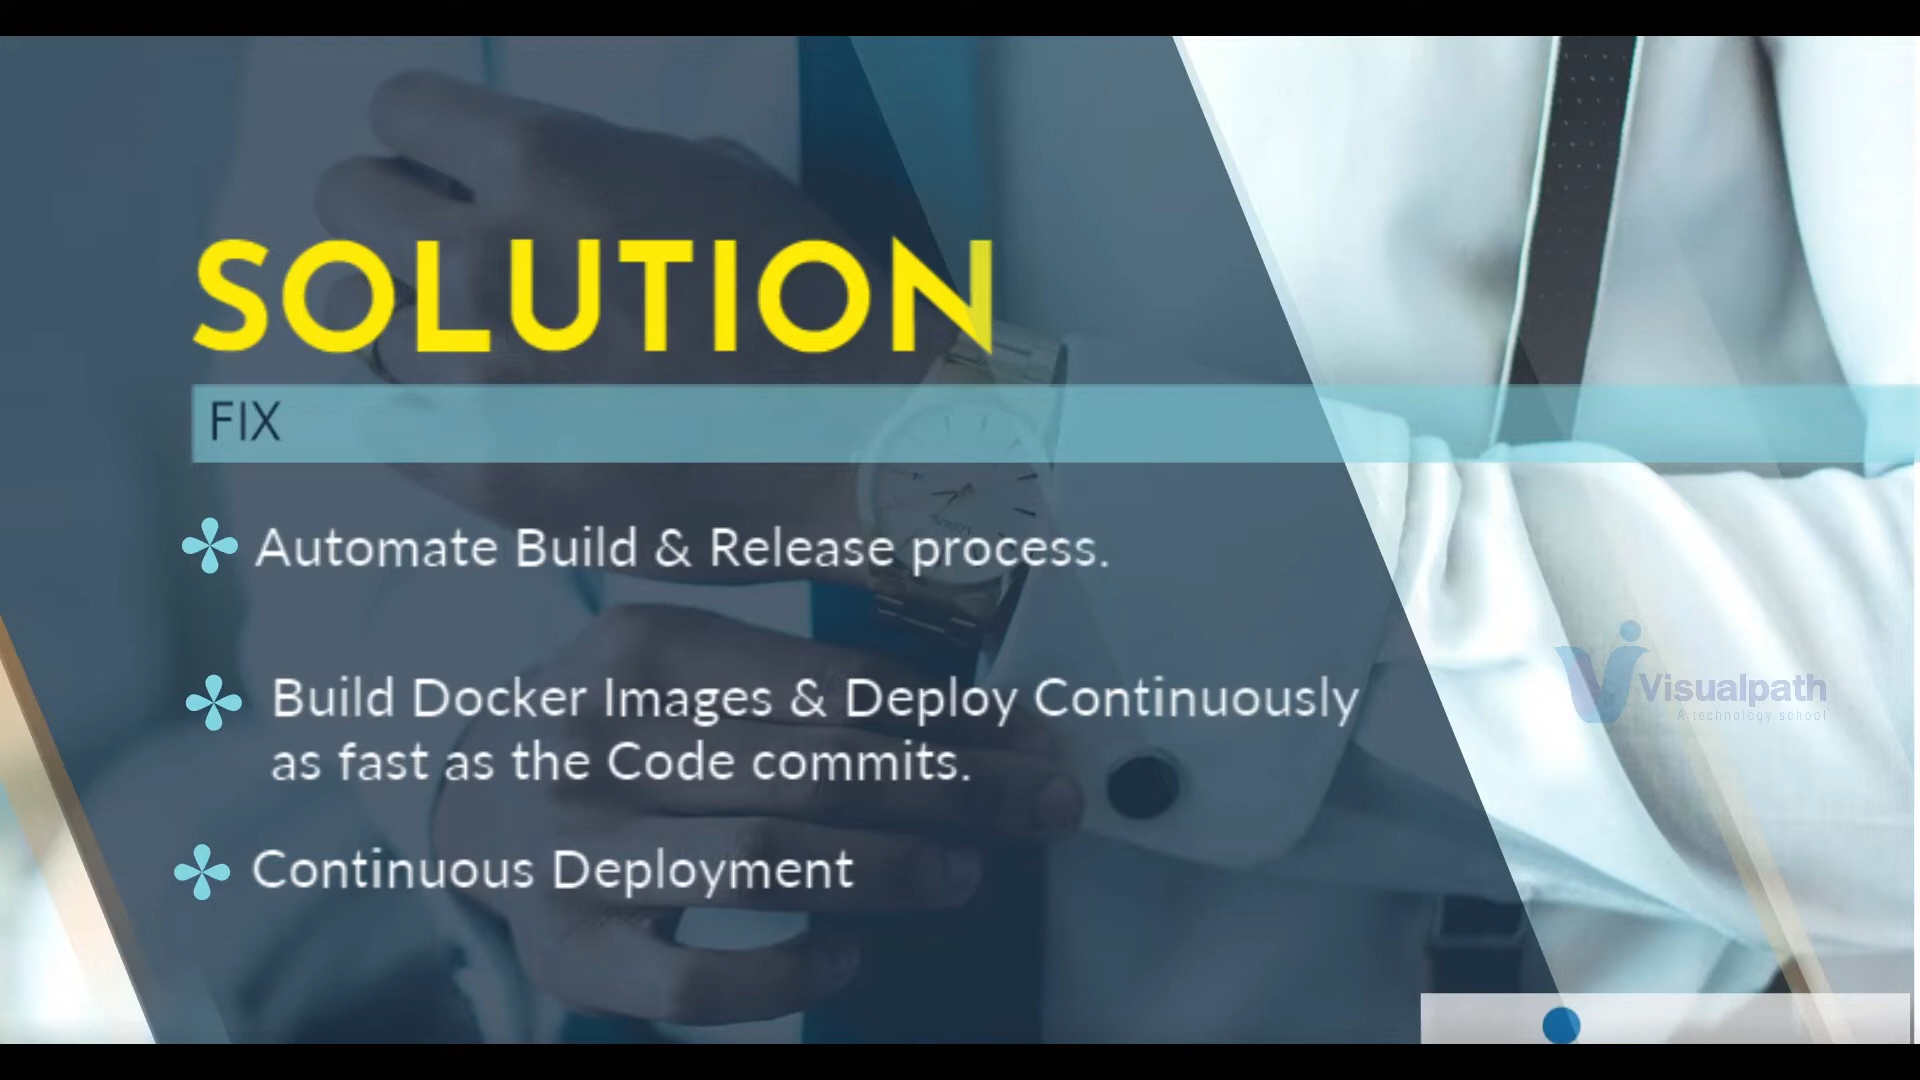 SOLUTION
FIX
Automate Build & Release process.
Build Docker Images & Deploy Continuously
as fast as the Code commits.
Continuous Deployment
Visualpath
A technology school